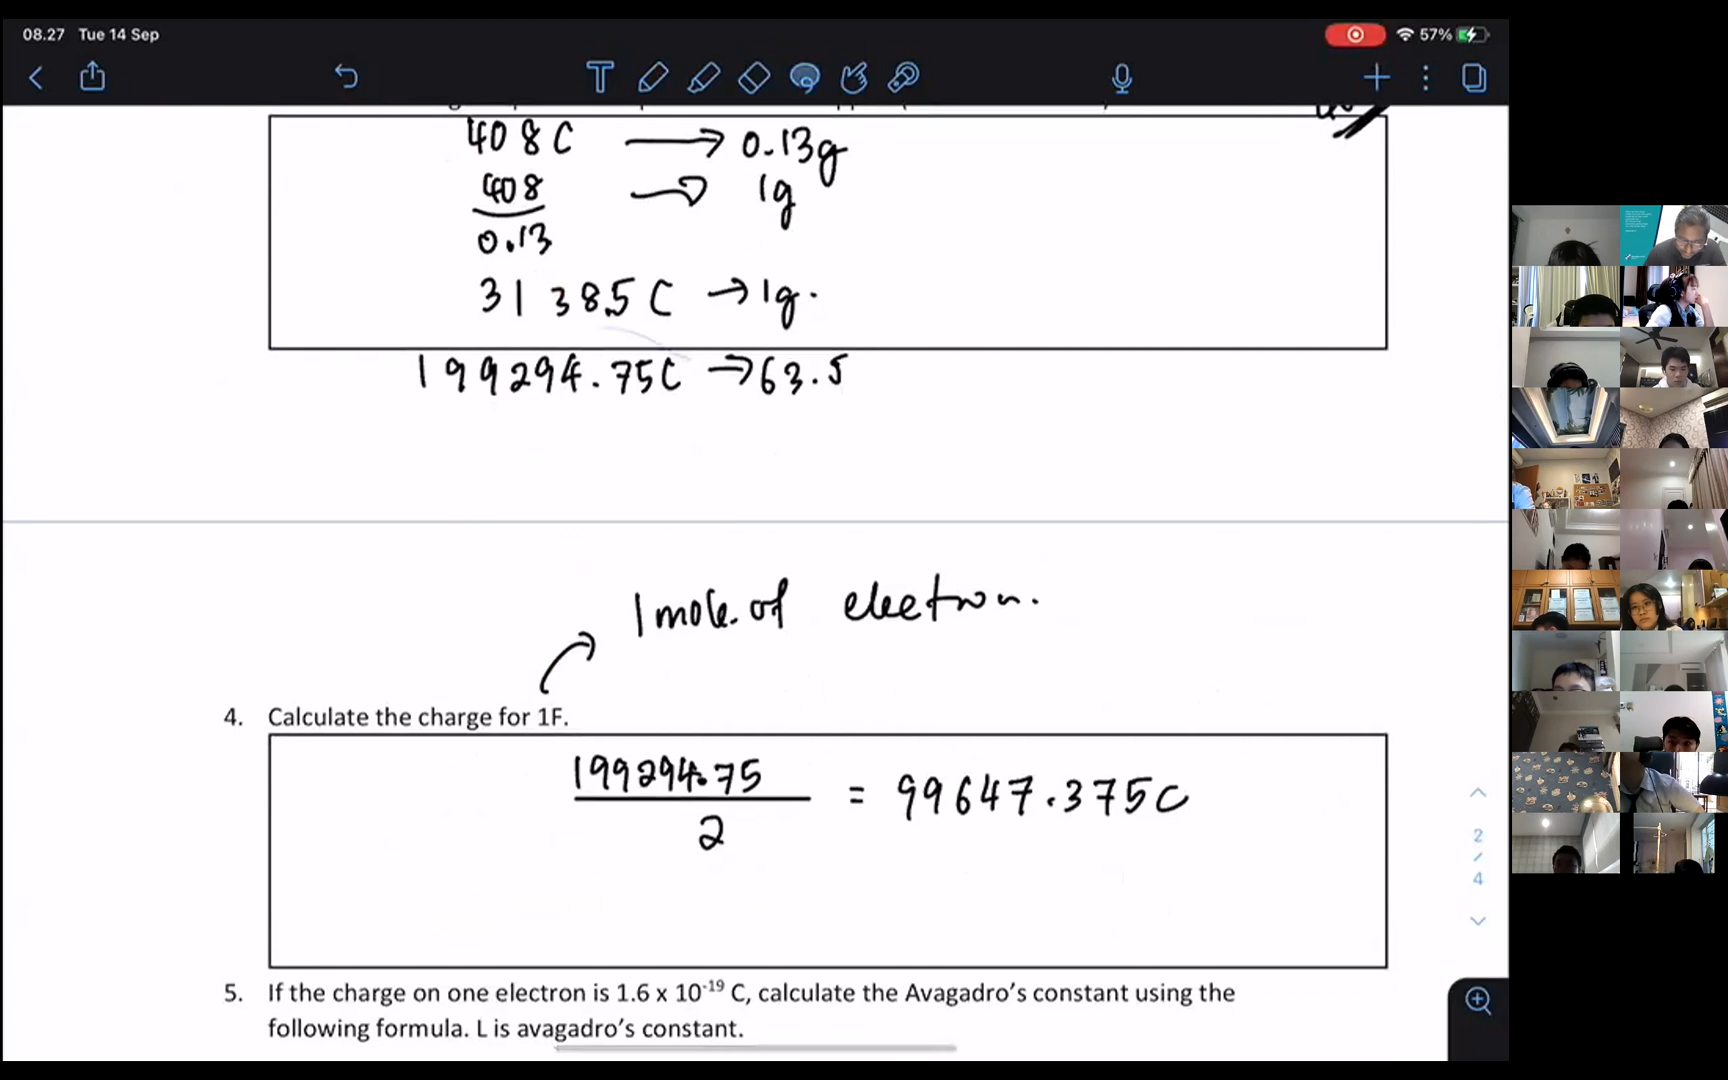 08.27 Tue 14 Sep
57%
408C → 0.13g
408 → 1g
0.13
3138.5C → 1g.
199294.75C → 63.5
1 mole. of electron.
4. Calculate the charge for 1F.
199294.75
= 99647.375C
2
2
/
4
5. If the charge on one electron is 1.6 x 10⁻¹⁹ C, calculate the Avagadro’s constant using the
following formula. L is avagadro’s constant.